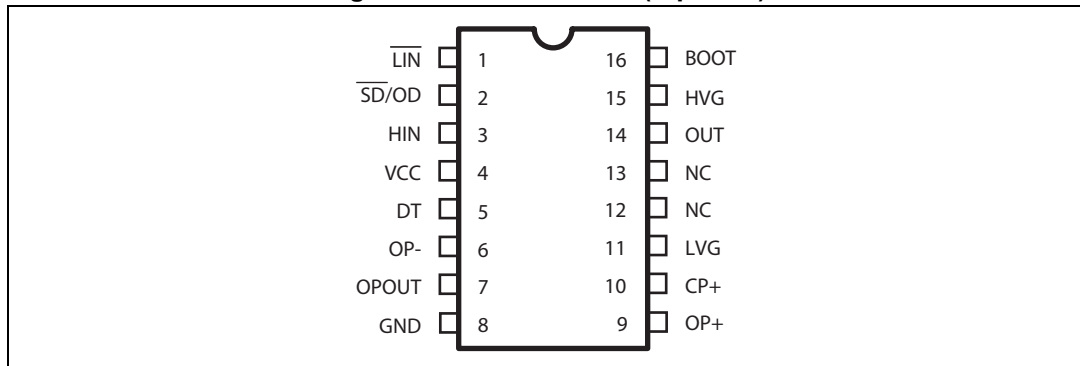 LIN 1 16 BOOT
SD/OD 2 15 HVG
HIN 3 14 OUT
VCC 4 13 NC
DT 5 12 NC
OP- 6 11 LVG
OPOUT 7 10 CP+
GND 8 9 OP+